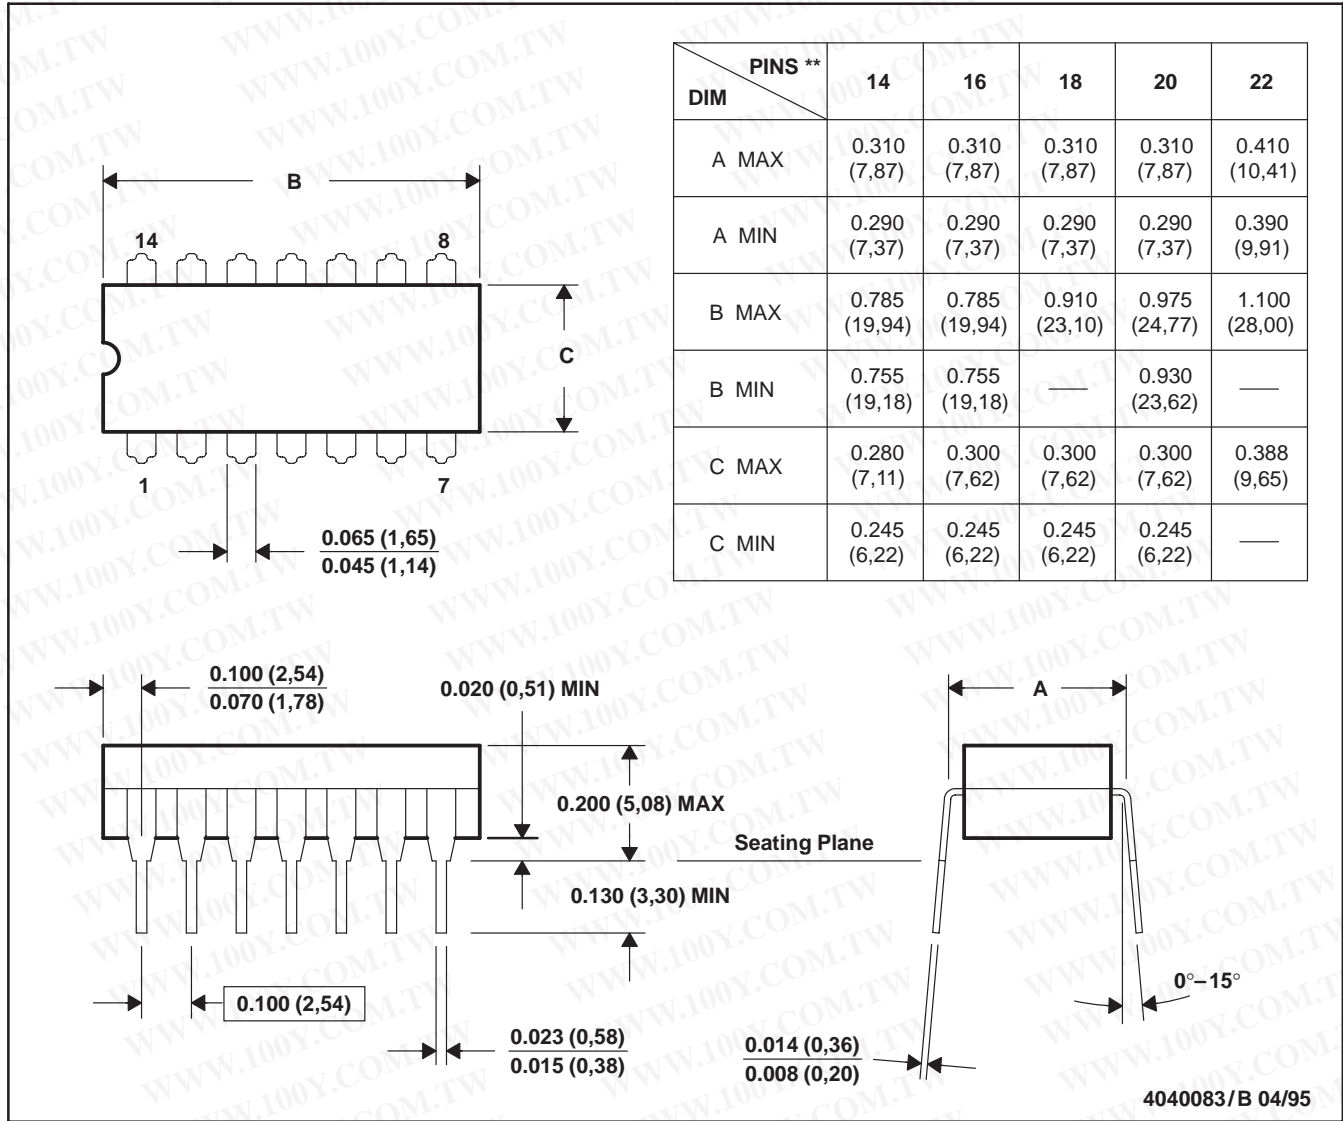 PINS **
DIM
14 16 18 20 22
A MAX 0.310 (7,87) 0.310 (7,87) 0.310 (7,87) 0.310 (7,87) 0.410 (10,41)
A MIN 0.290 (7,37) 0.290 (7,37) 0.290 (7,37) 0.290 (7,37) 0.390 (9,91)
B MAX 0.785 (19,94) 0.785 (19,94) 0.910 (23,10) 0.975 (24,77) 1.100 (28,00)
B MIN 0.755 (19,18) 0.755 (19,18) — 0.930 (23,62) —
C MAX 0.280 (7,11) 0.300 (7,62) 0.300 (7,62) 0.300 (7,62) 0.388 (9,65)
C MIN 0.245 (6,22) 0.245 (6,22) 0.245 (6,22) 0.245 (6,22) —
B
14
8
C
1
7
0.065 (1,65)
0.045 (1,14)
0.100 (2,54)
0.070 (1,78)
0.020 (0,51) MIN
0.200 (5,08) MAX
Seating Plane
0.130 (3,30) MIN
0.100 (2,54)
0.023 (0,58)
0.015 (0,38)
A
0°–15°
0.014 (0,36)
0.008 (0,20)
4040083/B 04/95
WWW.100Y.COM.TW